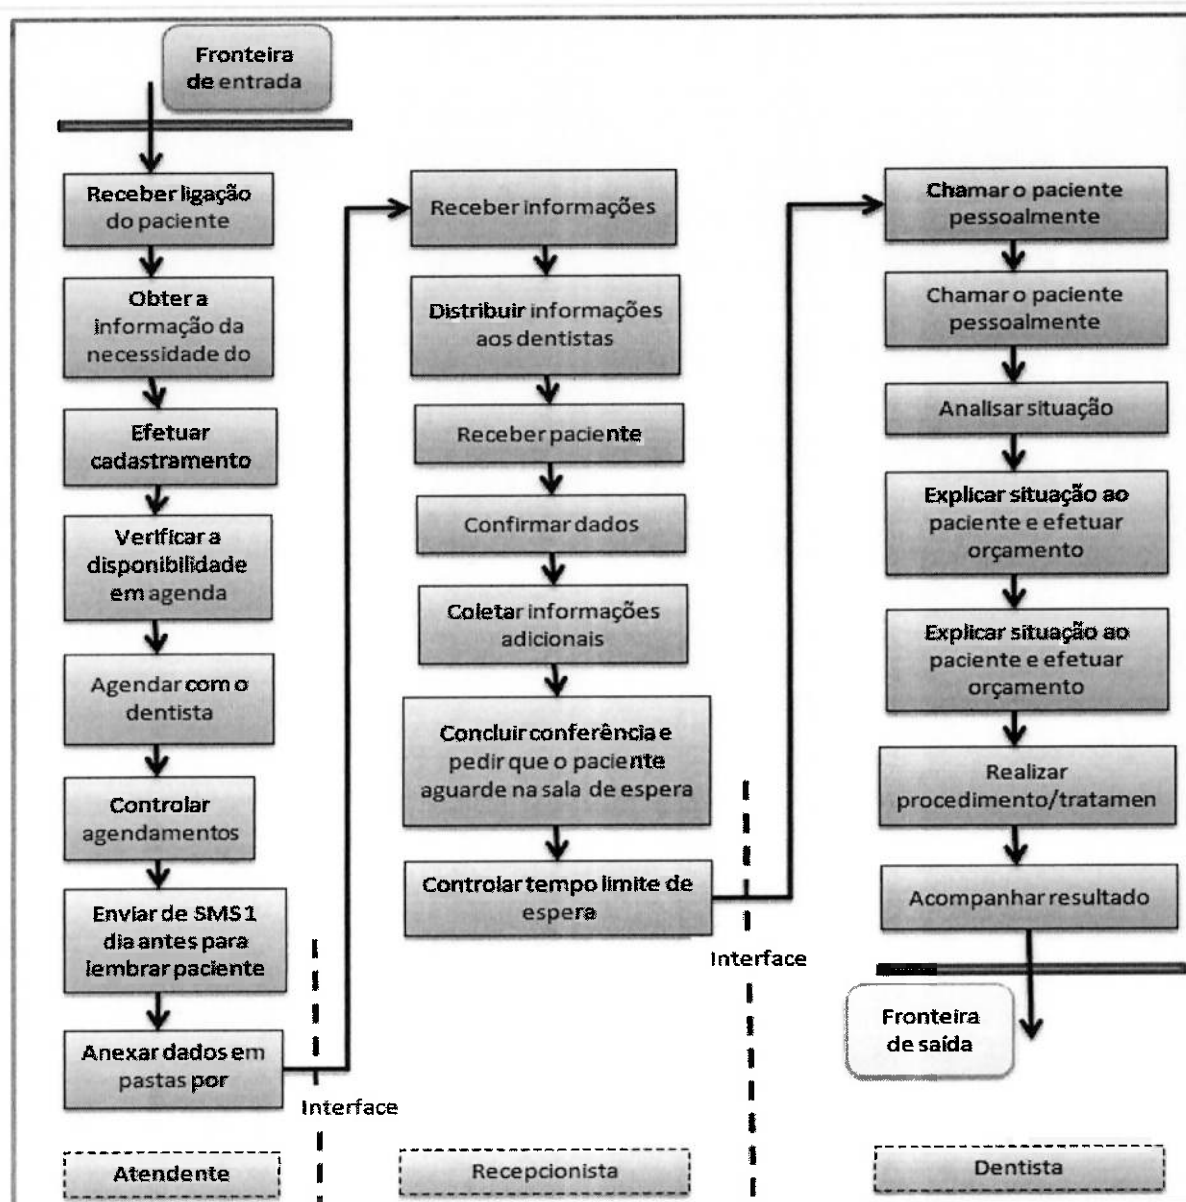 Fronteira
de entrada
Receber ligação
do paciente
Obter a
informação da
necessidade do
Efetuar
cadastramento
Verificar a
disponibilidade
em agenda
Agendar com o
dentista
Controlar
agendamentos
Enviar de SMS 1
dia antes para
lembrar paciente
Anexar dados em
pastas por
Interface
Atendente
Receber informações
Distribuir informações
aos dentistas
Receber paciente
Confirmar dados
Coletar informações
adicionais
Concluir conferência e
pedir que o paciente
aguarde na sala de espera
Controlar tempo limite de
espera
Interface
Recepcionista
Chamar o paciente
pessoalmente
Chamar o paciente
pessoalmente
Analisar situação
Explicar situação ao
paciente e efetuar
orçamento
Explicar situação ao
paciente e efetuar
orçamento
Realizar
procedimento/tratamen
Acompanhar resultado
Fronteira
de saída
Dentista